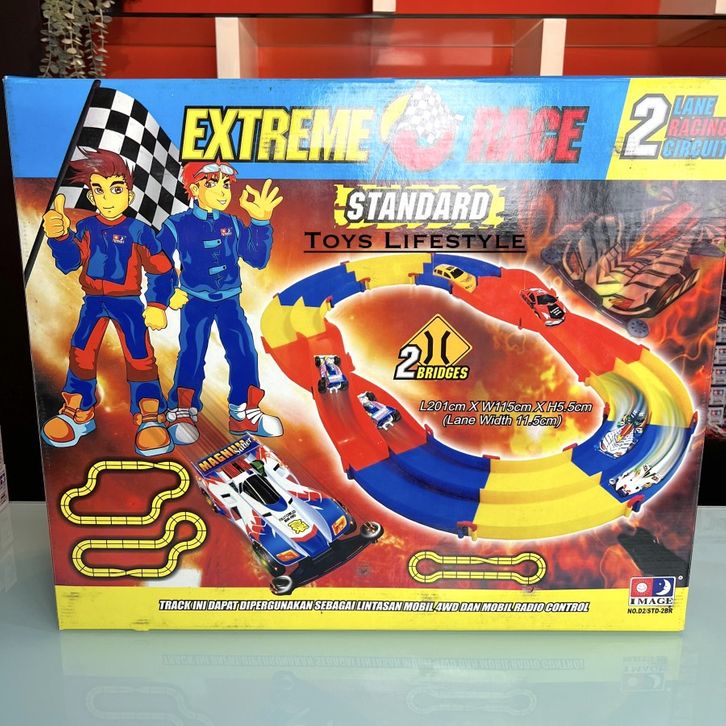 EXTREME RACE
2 LANE
RACING
CIRCUIT
STANDARD
TOYS LIFESTYLE
2 BRIDGES
L201cm X W115cm X H5.5cm
(Lane Width 11.5cm)
MAGNUM
TRACK INI DAPAT DIPERGUNAKAN SEBAGAI LINTASAN MOBIL 4WD DAN MOBIL RADIO CONTROL
IMAGE
NO.D2/STD-2BR